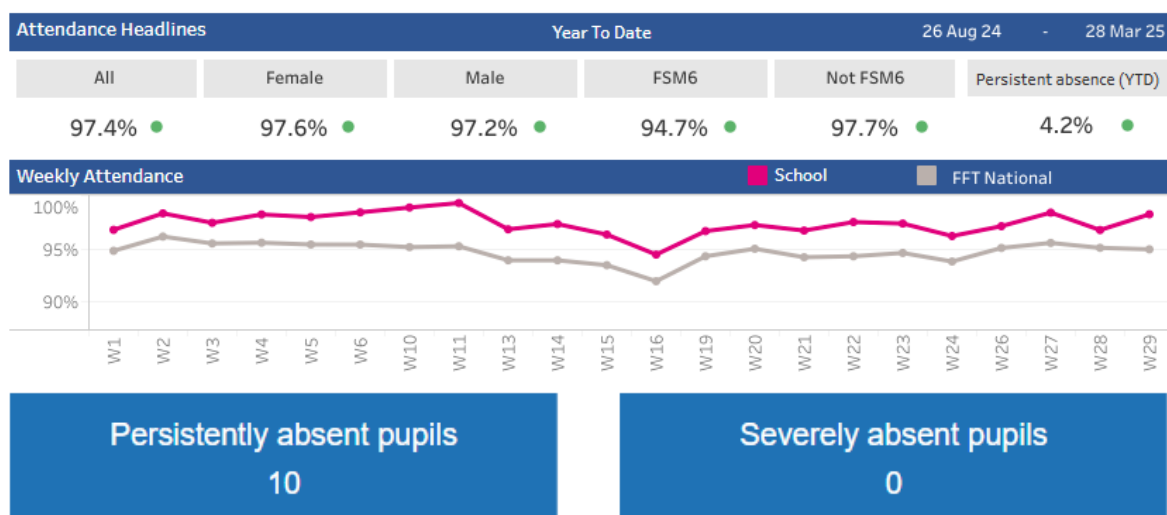 Attendance Headlines Year To Date 26 Aug 24 - 28 Mar 25
All Female Male FSM6 Not FSM6 Persistent absence (YTD)
97.4% 97.6% 97.2% 94.7% 97.7% 4.2%
Weekly Attendance School FFT National
100%
95%
90%
W1 W2 W3 W4 W5 W6 W10 W11 W13 W14 W15 W16 W19 W20 W21 W22 W23 W24 W26 W27 W28 W29
Persistently absent pupils Severely absent pupils
10 0